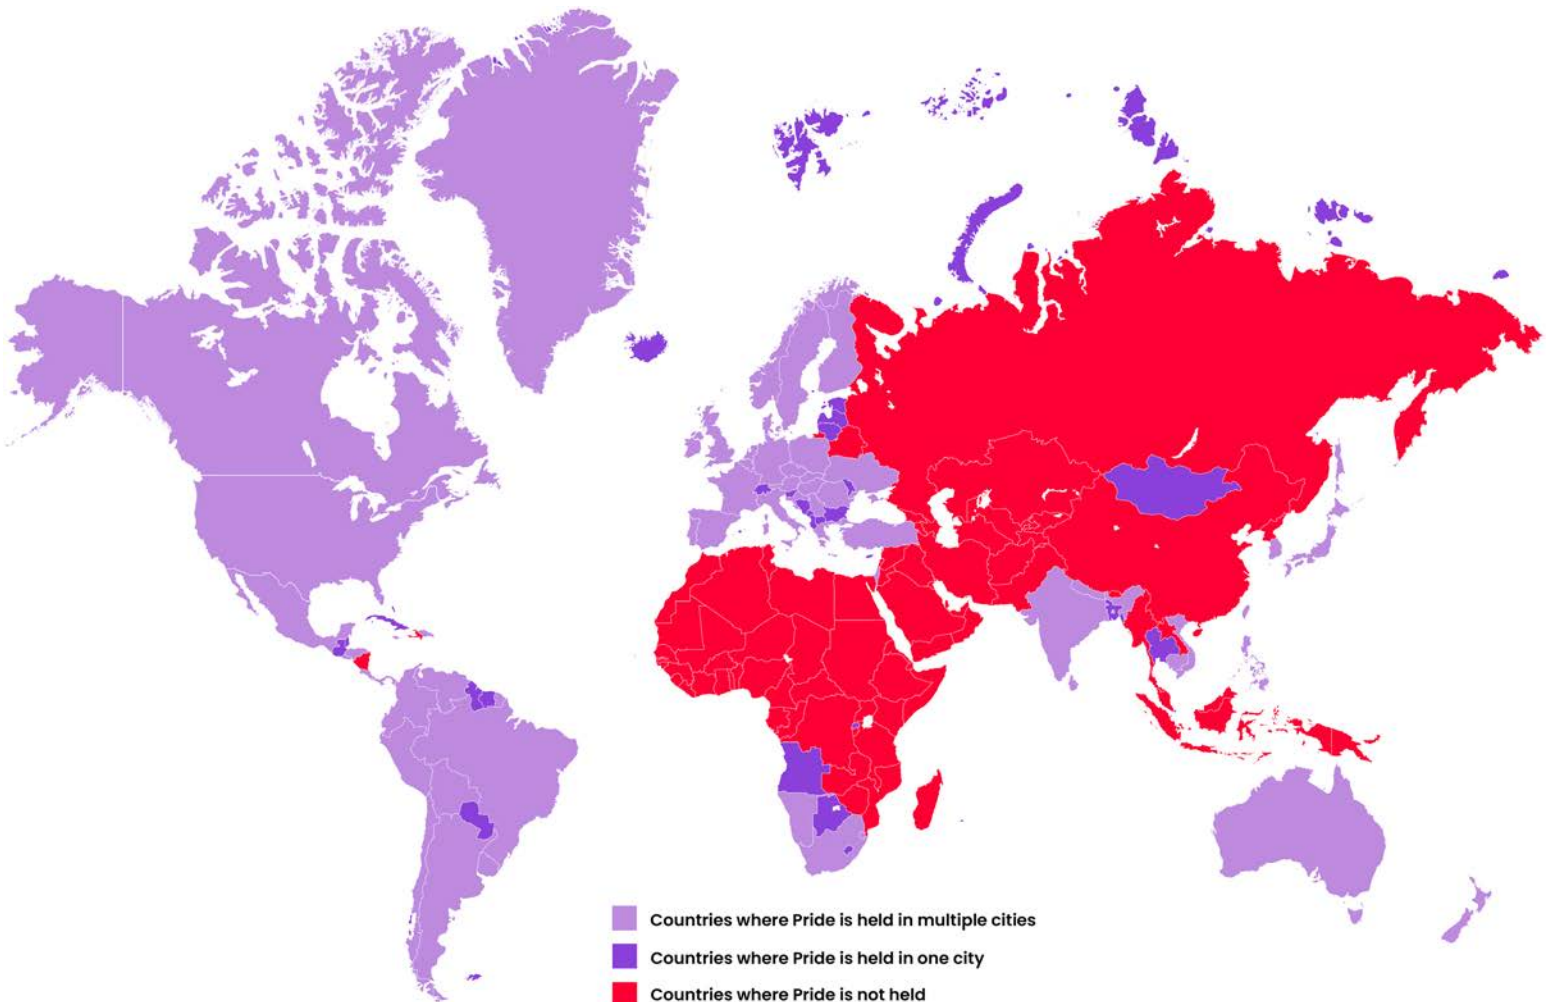 Countries where Pride is held in multiple cities
Countries where Pride is held in one city
Countries where Pride is not held